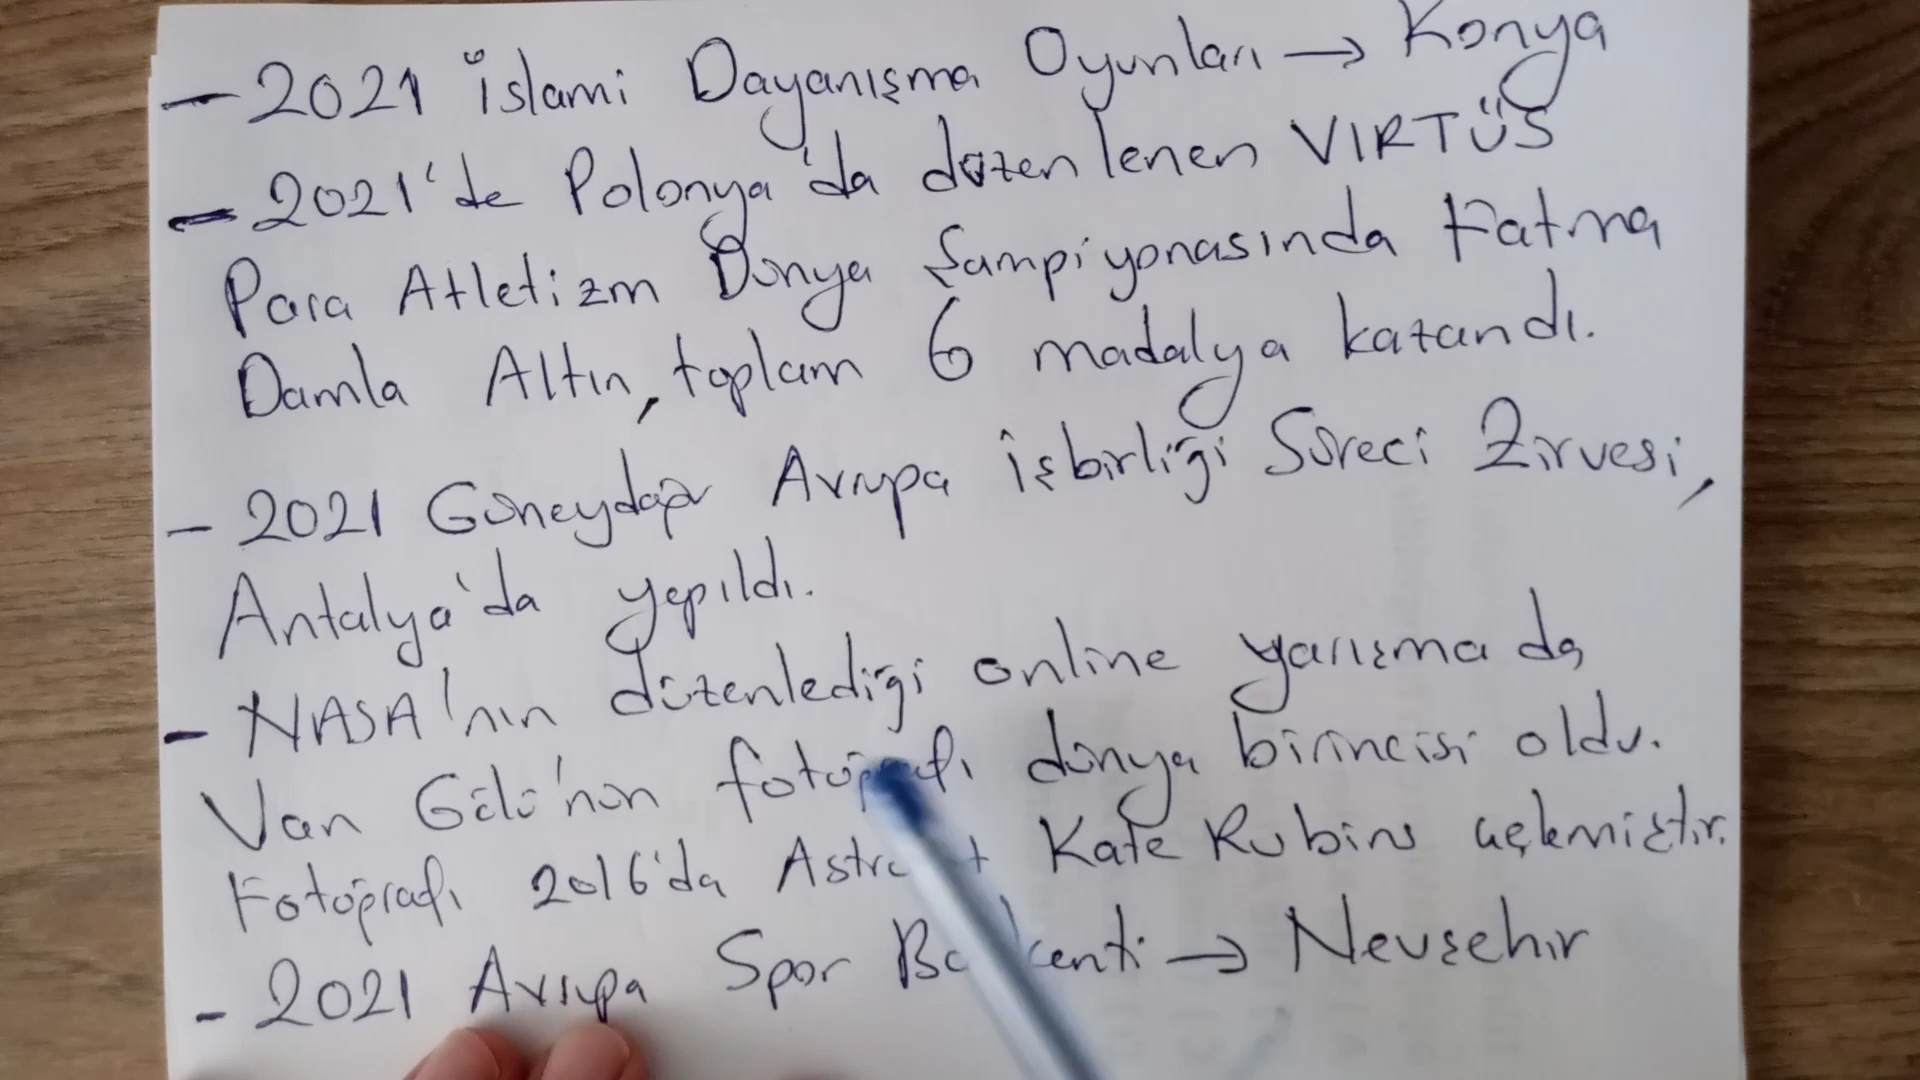 - 2021 İslami Dayanışma Oyunları → Konya
- 2021'de Polonya'da düzenlenen VIRTÜS
Para Atletizm Dünya Şampiyonasında Fatma
Damla Altın, toplam 6 madalya kazandı.
- 2021 Güneydoğu Avrupa işbirliği Süreci Zirvesi,
Antalya'da yapıldı.
- NASA'nın düzenlediği online yarışmada
Van Gölü'nün fotoğrafı dünya birincisi oldu.
Fotoğrafı 2016'da Kate Rubins
- 2021 Avrupa Spor Başkenti → Nevşehir